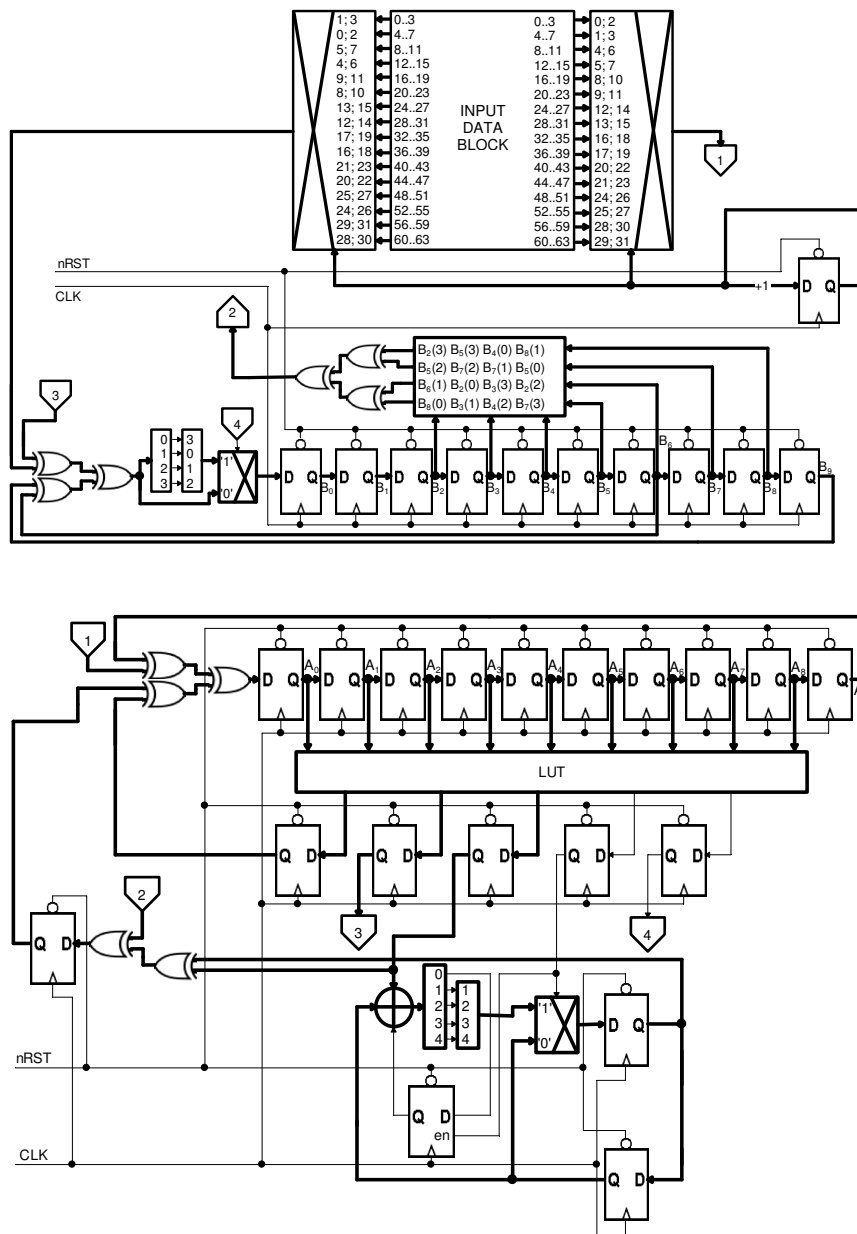 1; 3 0..3 0..3 0; 2
0; 2 4..7 4..7 1; 3
5; 7 8..11 8..11 4; 6
4; 6 12..15 12..15 5; 7
9; 11 16..19 16..19 8; 10
8; 10 20..23 20..23 9; 11
13; 15 24..27 24..27 12; 14
12; 14 28..31 28..31 13; 15
17; 19 32..35 32..35 16; 18
16; 18 36..39 36..39 17; 19
21; 23 40..43 40..43 20; 22
20; 22 44..47 44..47 21; 23
25; 27 48..51 48..51 24; 26
24; 26 52..55 52..55 25; 27
29; 31 56..59 56..59 28; 30
28; 30 60..63 60..63 29; 31
INPUT
DATA
BLOCK
1
nRST
CLK
+1 D Q
2
B2(3) B5(3) B4(0) B8(1)
B5(2) B7(2) B7(1) B5(0)
B6(1) B2(0) B3(3) B2(2)
B8(0) B3(1) B4(2) B7(3)
3
4
0 3
1 0
2 1
3 2
'1'
'0'
D Q D Q D Q D Q D Q D Q D Q D Q D Q D Q
B0 B1 B2 B3 B4 B5 B6 B7 B8 B9
1
A0 A1 A2 A3 A4 A5 A6 A7 A8
D Q D Q D Q D Q D Q D Q D Q D Q D Q D Q
LUT
Q D Q D Q D Q D Q D
3
4
2
Q D
0
1 1
2 2
3 3
4 4
'1'
'0'
D Q
nRST
Q D
en
CLK
Q D